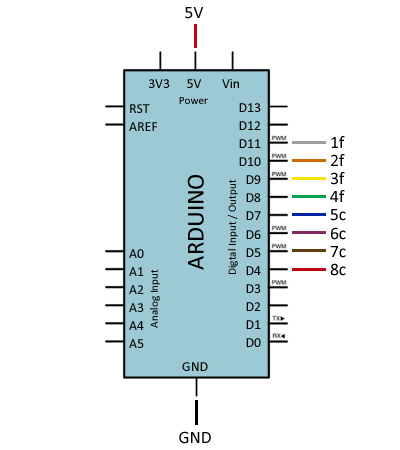 5V
3V3 5V Vin
Power
RST D13
AREF D12
PWM D11 1f
PWM D10 2f
PWM D9 3f
D8 4f
D7 5c
PWM D6 6c
A0 PWM D5 7c
A1 D4 8c
A2 PWM D3
A3 D2
A4 TX▶ D1
A5 RX◀ D0
ARDUINO
Digtal Input / Output
Analog Input
GND
GND